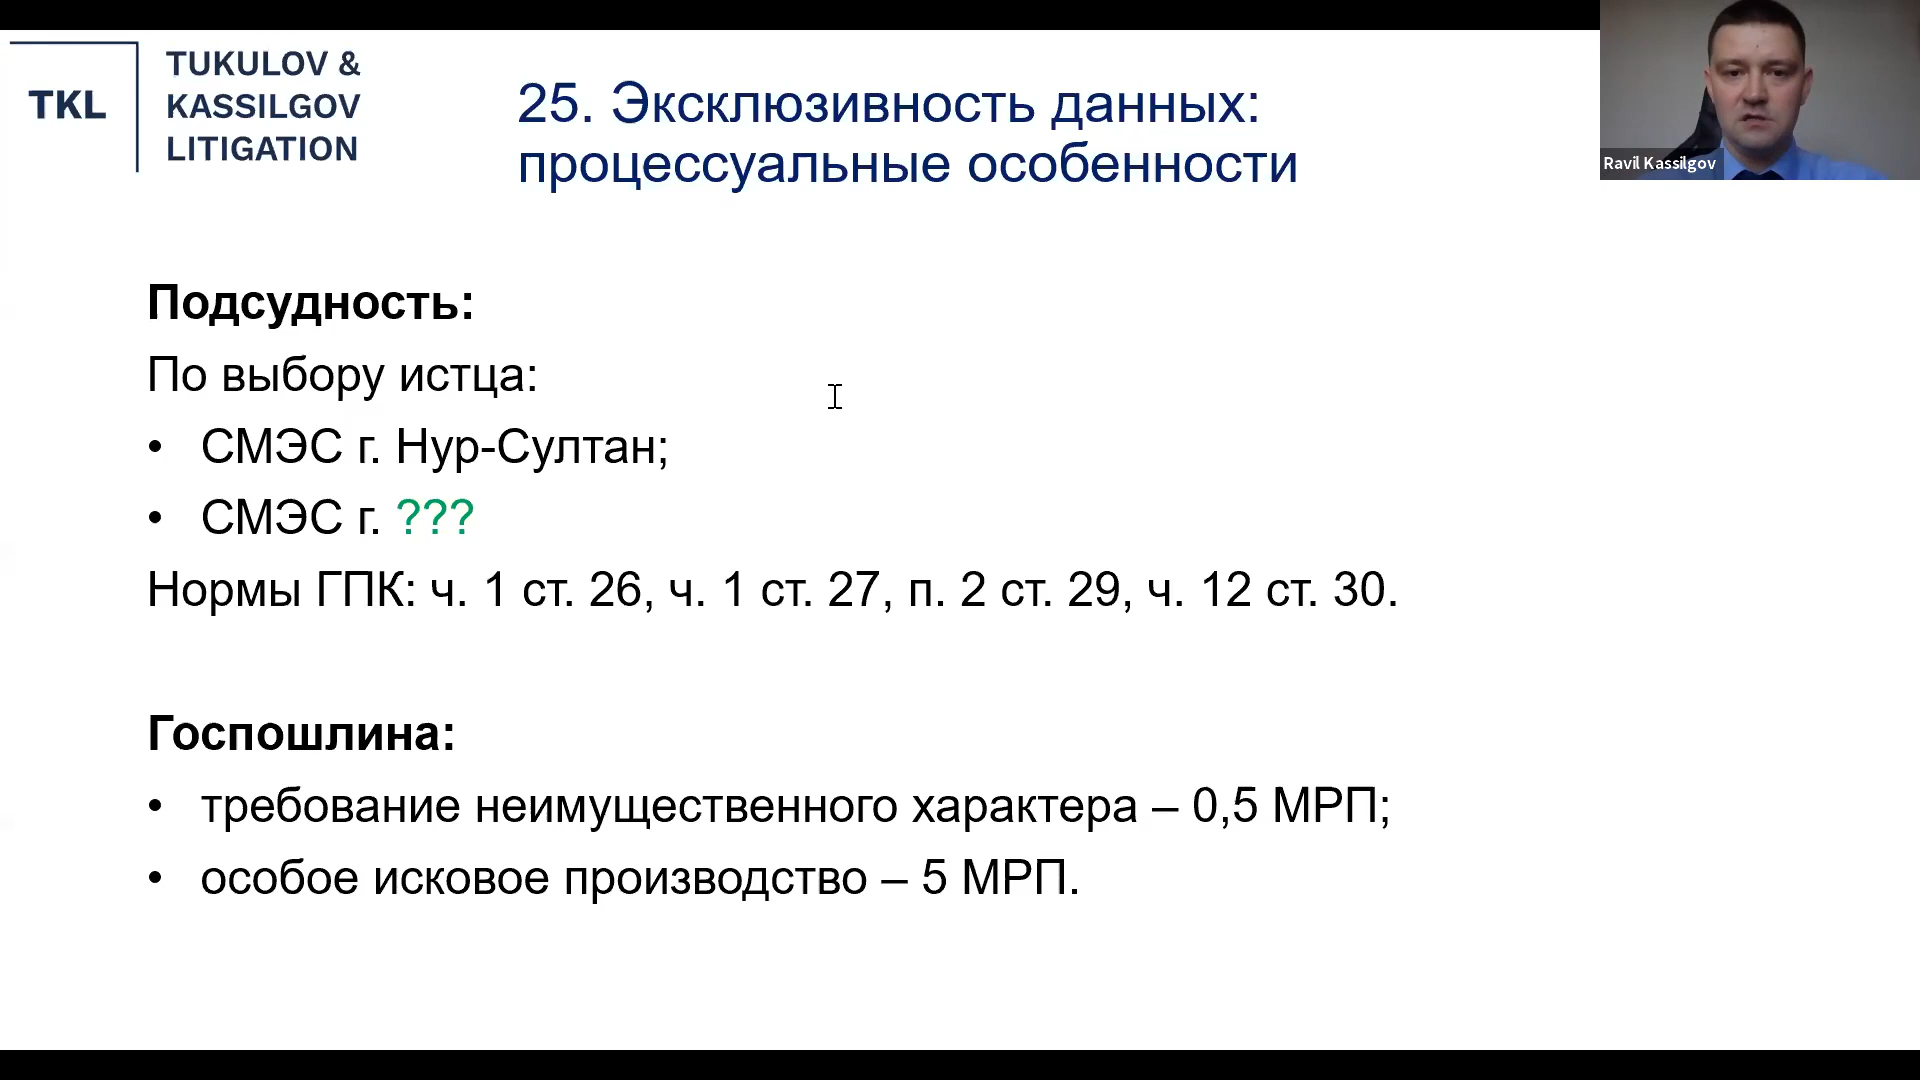 TKL
TUKULOV &
KASSILGOV
LITIGATION
25. Эксклюзивность данных:
процессуальные особенности
Ravil Kassilgov
Подсудность:
По выбору истца:
• СМЭС г. Нур-Султан;
• СМЭС г. ???
Нормы ГПК: ч. 1 ст. 26, ч. 1 ст. 27, п. 2 ст. 29, ч. 12 ст. 30.
Госпошлина:
• требование неимущественного характера – 0,5 МРП;
• особое исковое производство – 5 МРП.